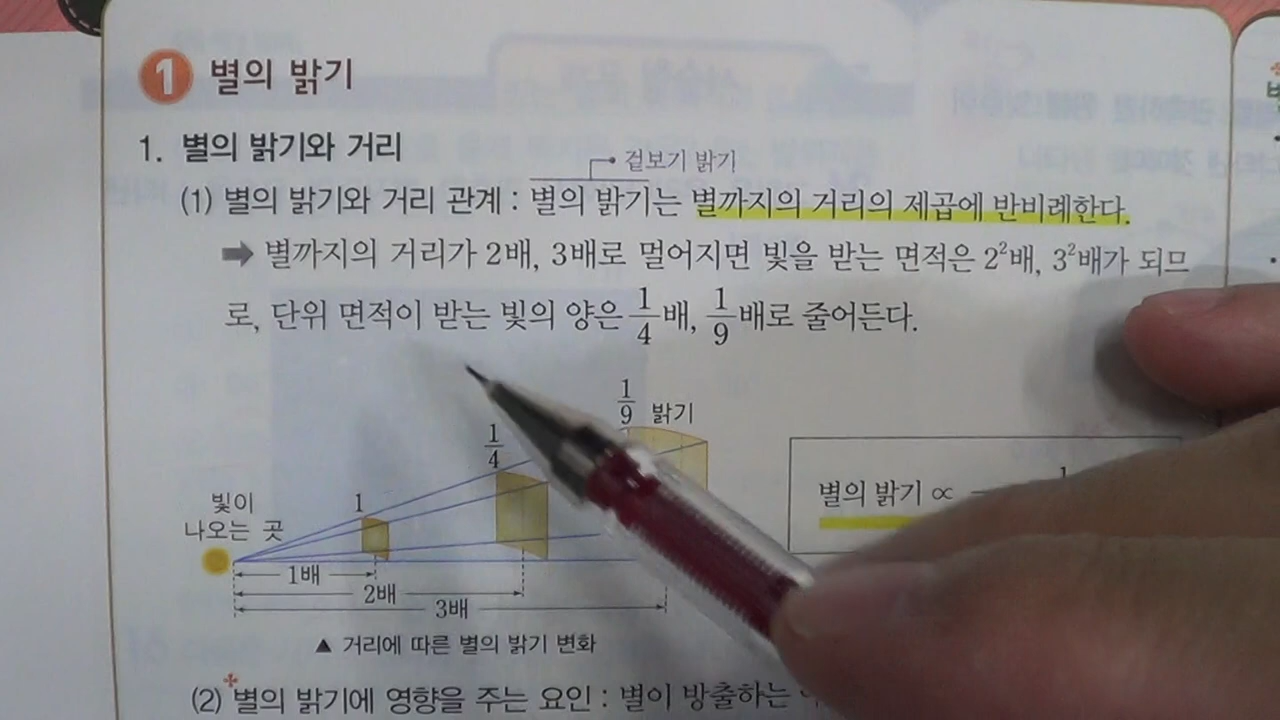 1 별의 밝기
1. 별의 밝기와 거리
겉보기 밝기
(1) 별의 밝기와 거리 관계 : 별의 밝기는 별까지의 거리의 제곱에 반비례한다.
➡ 별까지의 거리가 2배, 3배로 멀어지면 빛을 받는 면적은 2²배, 3²배가 되므
로, 단위 면적이 받는 빛의 양은 1/4배, 1/9배로 줄어든다.
1/9 밝기
1/4
1
빛이
나오는 곳
별의 밝기 ∝ 1
1배
2배
3배
▲ 거리에 따른 별의 밝기 변화
(2) 별의 밝기에 영향을 주는 요인 : 별이 방출하는